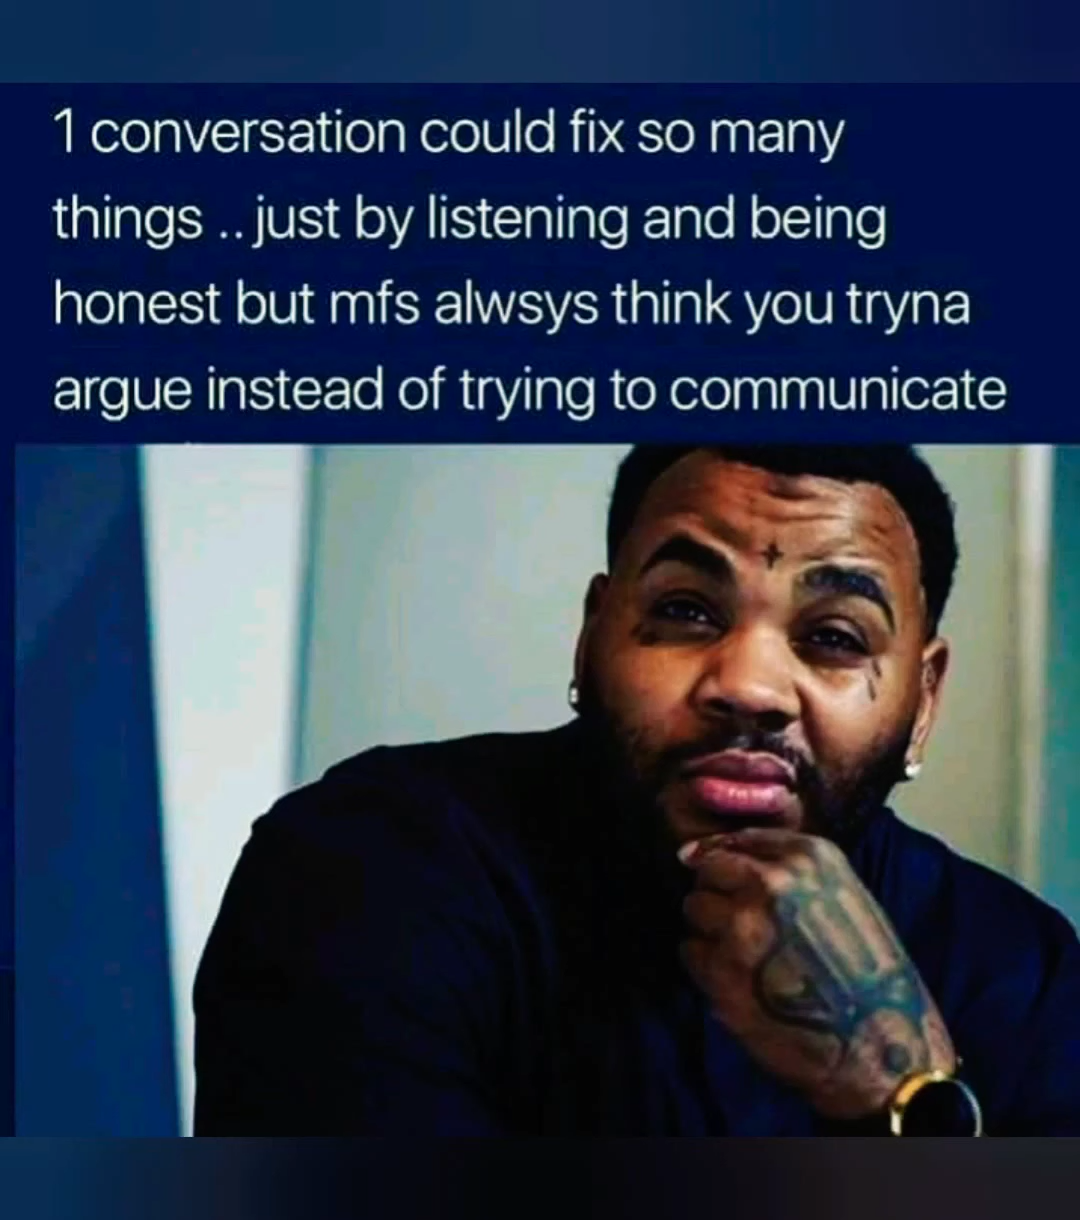 1 conversation could fix so many
things .. just by listening and being
honest but mfs alwsys think you tryna
argue instead of trying to communicate